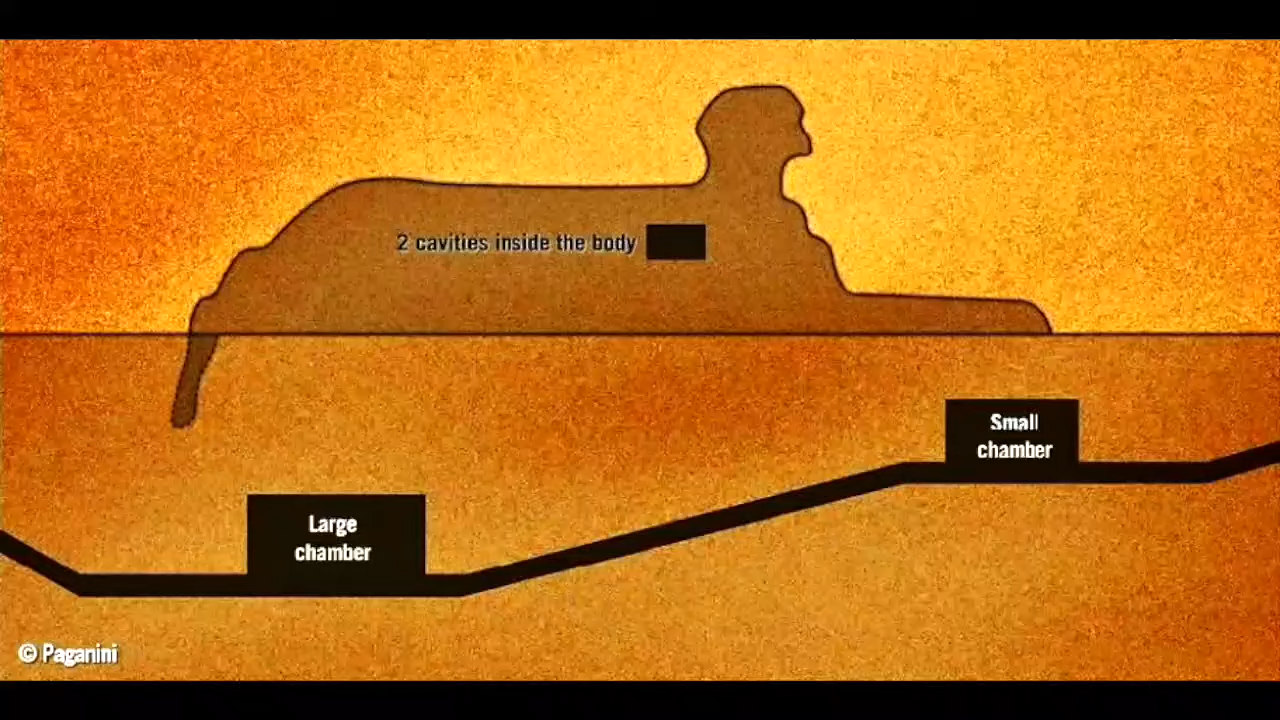 2 cavities inside the body
Small
chamber
Large
chamber
© Paganini